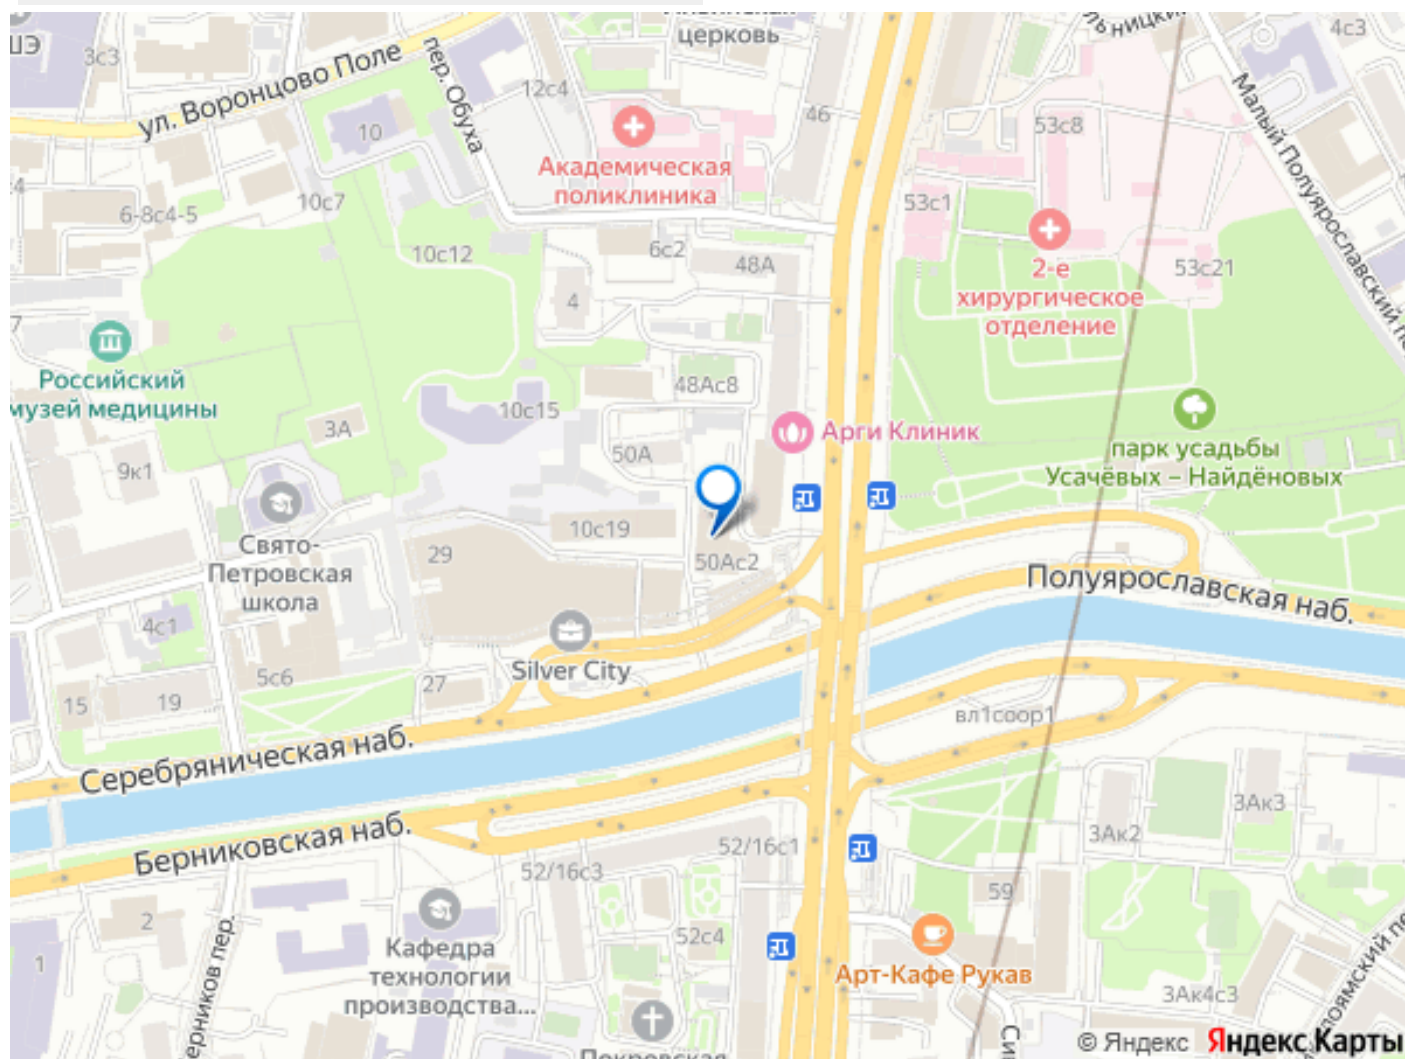 церковь
4с3
3с3
ул. Воронцово Поле
пер. Обуха
12с4
46
53с8
Малый Полуярославский
10
Академическая
поликлиника
6-8с4-5
10с7
53с1
10с12
6с2
48А
2-е
хирургическое
отделение
53с21
4
Российский
музей медицины
48Ас8
10с15
3А
Арги Клиник
парк усадьбы
Усачёвых – Найдёновых
50А
9к1
10с19
Свято-
Петровская
школа
29
50Ас2
Полуярославская наб.
4с1
Silver City
5с6
27
15
19
вл1соор1
Серебряническая наб.
3Ак3
3Ак2
Берниковская наб.
52/16с1
52/16с3
59
2
52с4
Кафедра
технологии
производства...
1
Арт-Кафе Рукав
3Ак4с3
© Яндекс Яндекс Карты